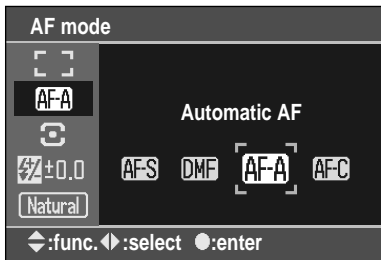 AF mode
AF-A
Automatic AF
±0.0
AF-S DMF AF-A AF-C
Natural
:func. :select :enter